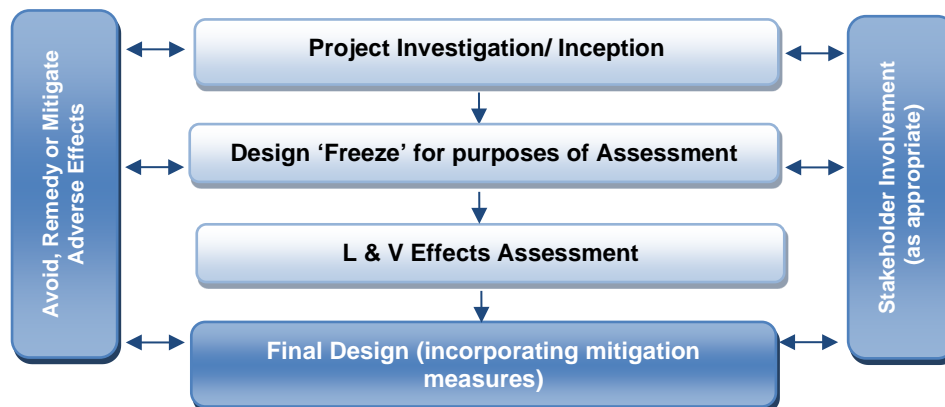 Avoid, Remedy or Mitigate
Adverse Effects
Project Investigation/ Inception
Design ‘Freeze’ for purposes of Assessment
L & V Effects Assessment
Final Design (incorporating mitigation
measures)
Stakeholder Involvement
(as appropriate)